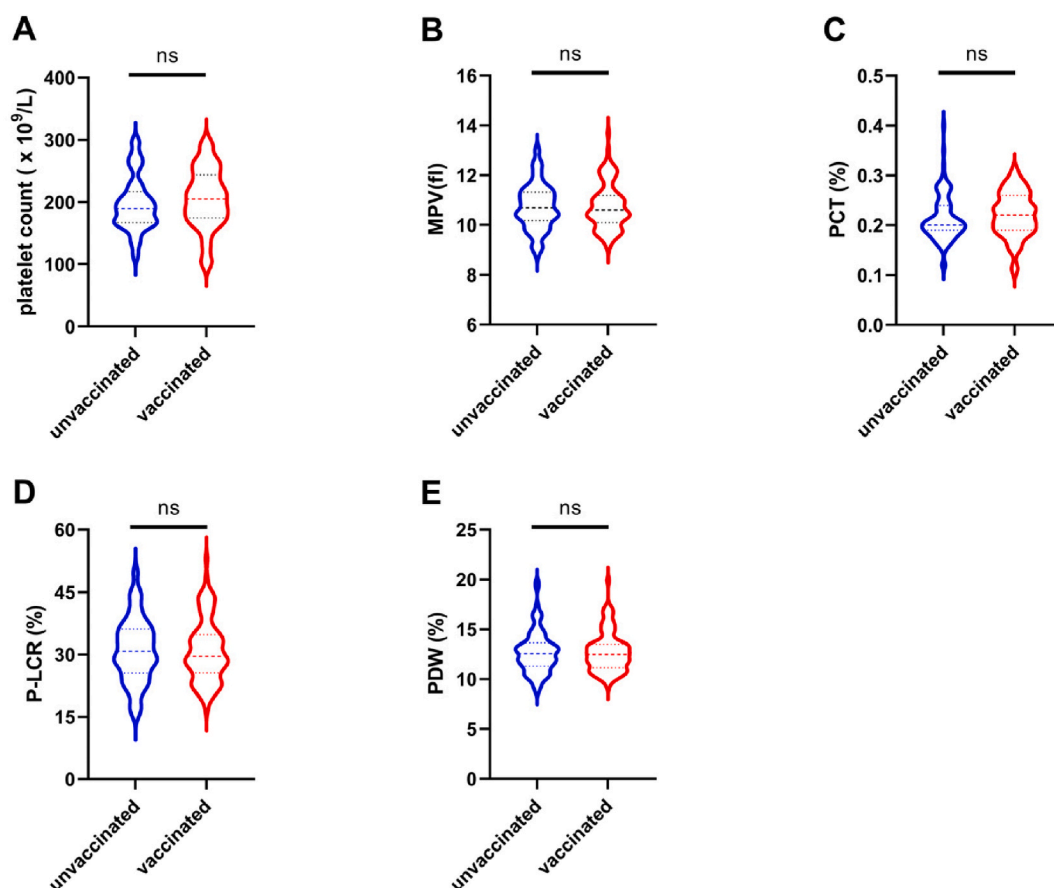 A
ns
platelet count ( x 10⁹/L)
400
300
200
100
0
unvaccinated
vaccinated
B
ns
MPV(fl)
16
14
12
10
8
6
unvaccinated
vaccinated
C
ns
PCT (%)
0.5
0.4
0.3
0.2
0.1
0.0
unvaccinated
vaccinated
D
ns
P-LCR (%)
60
45
30
15
0
unvaccinated
vaccinated
E
ns
PDW (%)
25
20
15
10
5
0
unvaccinated
vaccinated